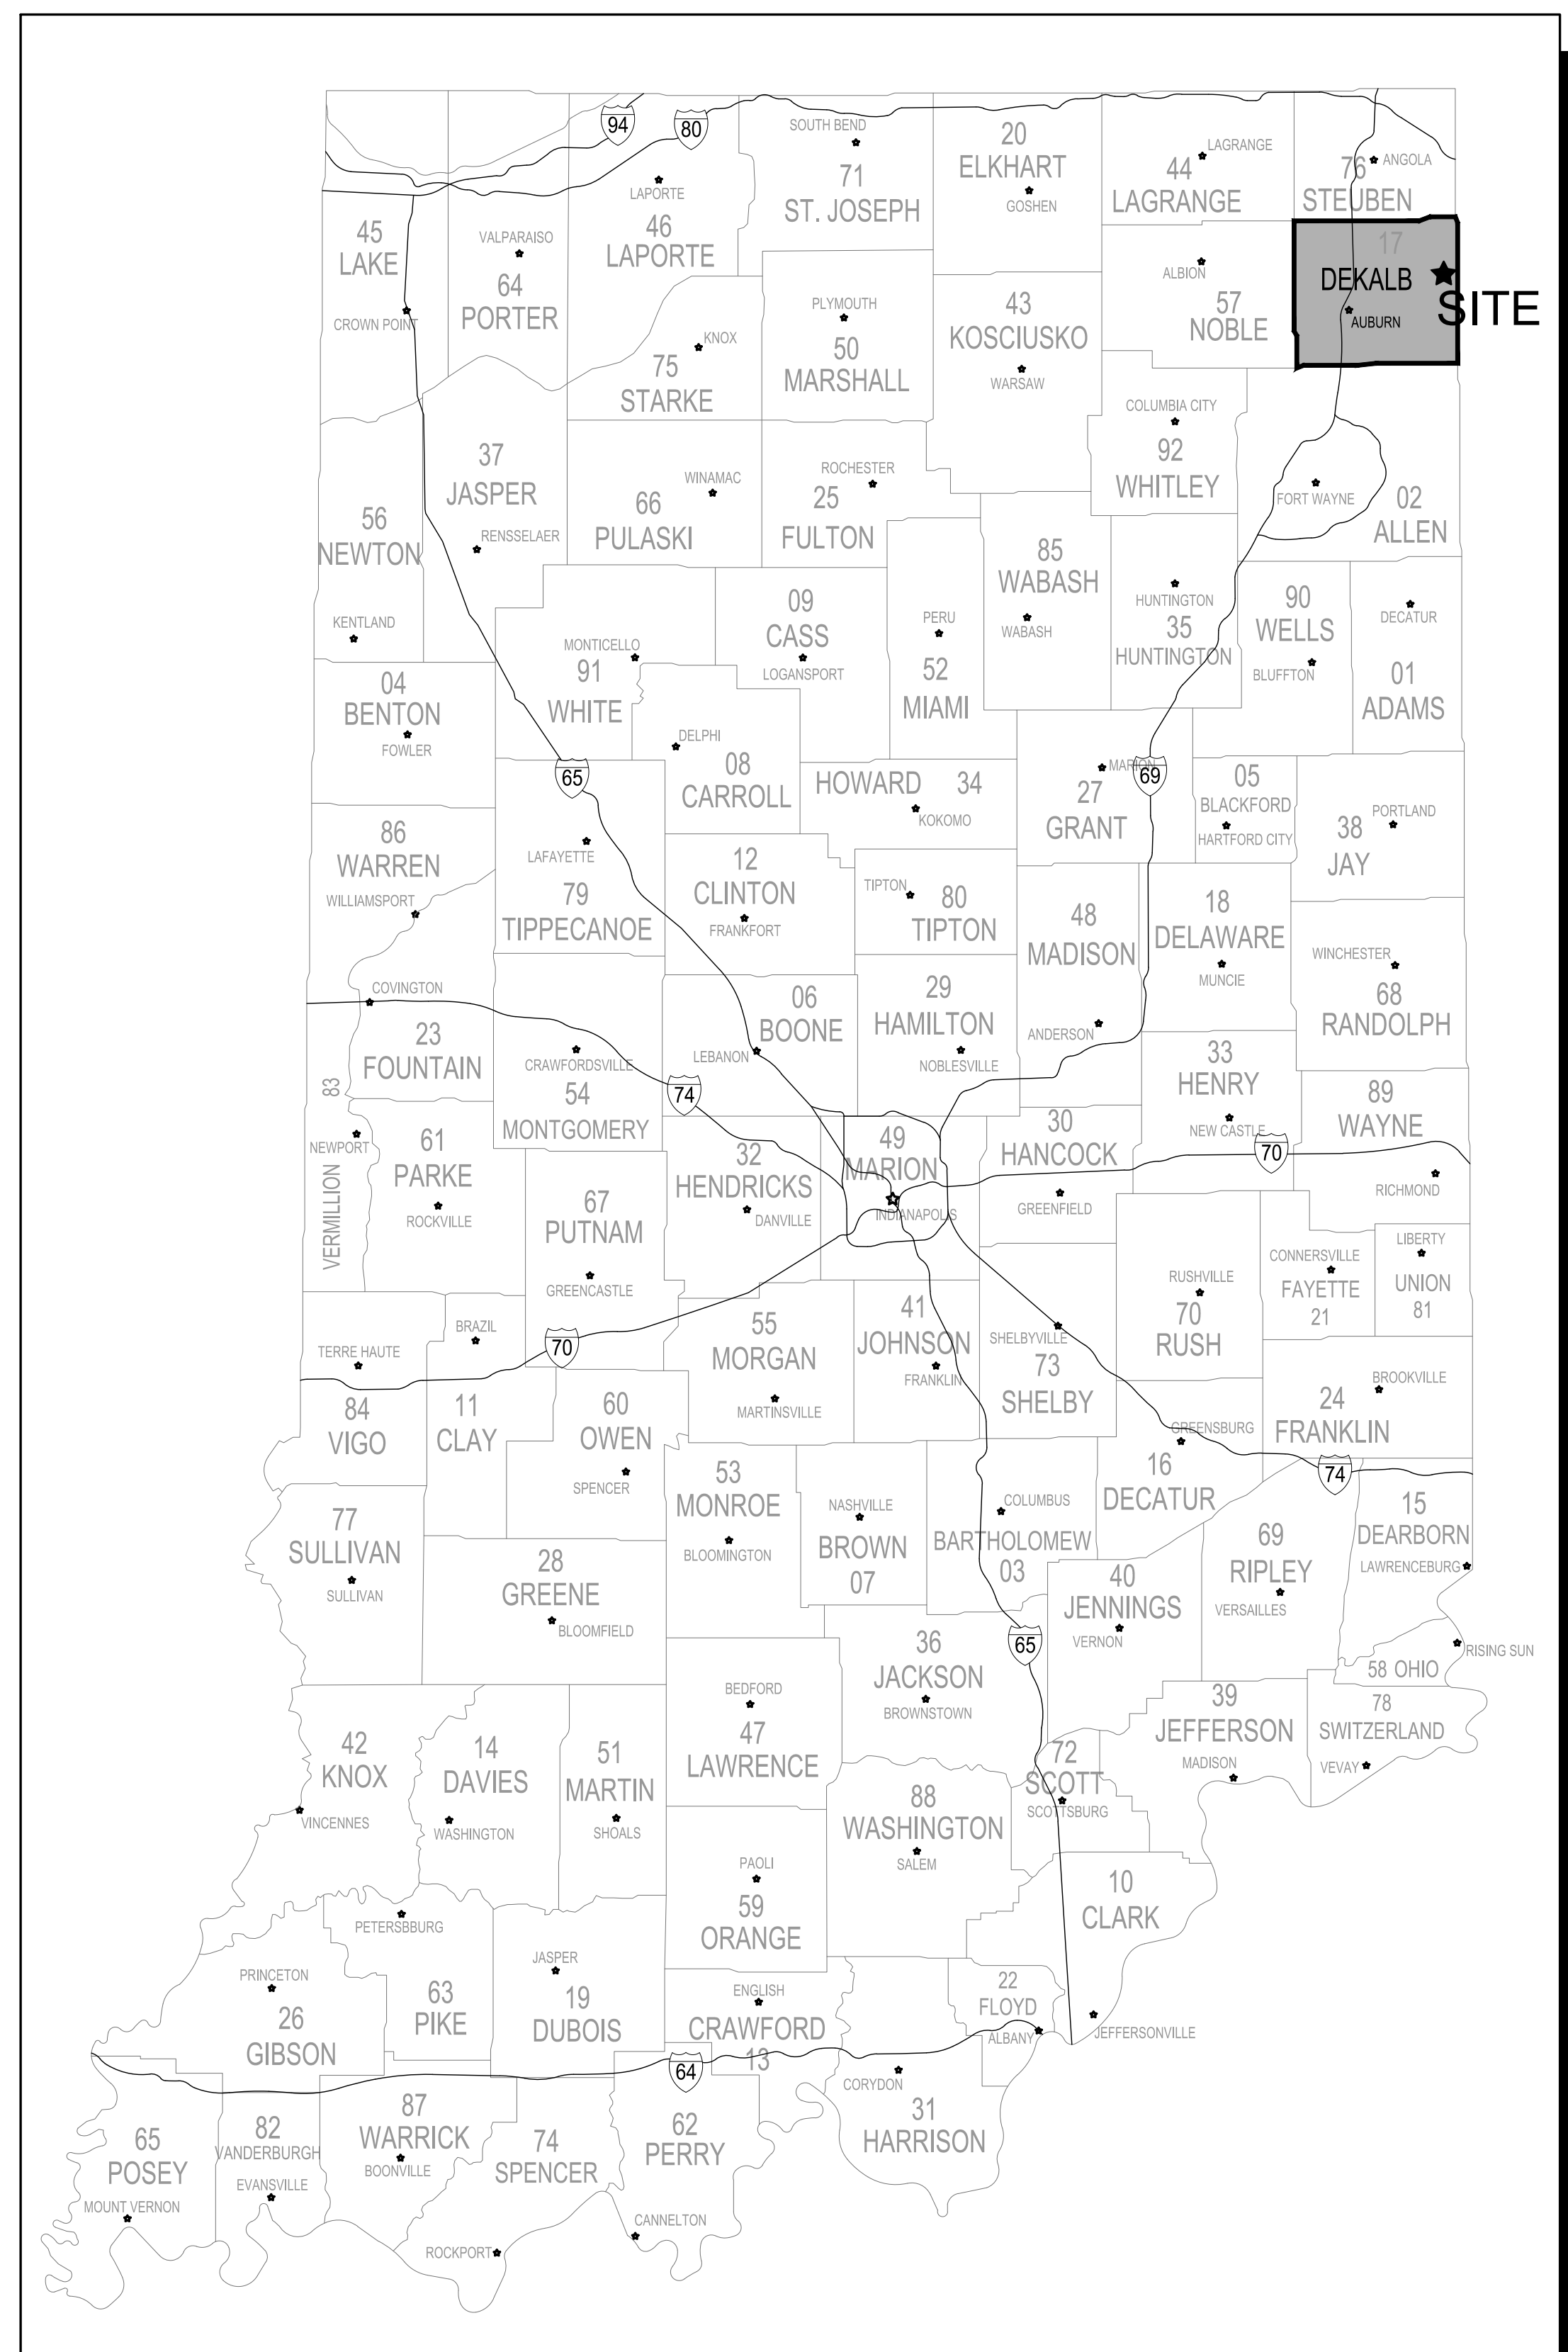 94
80
SOUTH BEND
71
ST. JOSEPH
20
ELKHART
GOSHEN
LAGRANGE
44
LAGRANGE
76
ANGOLA
STEUBEN
LAPORTE
46
LAPORTE
45
LAKE
CROWN POINT
VALPARAISO
64
PORTER
17
DEKALB
AUBURN
SITE
ALBION
57
NOBLE
PLYMOUTH
50
MARSHALL
43
KOSCIUSKO
WARSAW
KNOX
75
STARKE
COLUMBIA CITY
92
WHITLEY
37
JASPER
RENSSELAER
WINAMAC
66
PULASKI
ROCHESTER
25
FULTON
FORT WAYNE
02
ALLEN
56
NEWTON
KENTLAND
85
WABASH
WABASH
HUNTINGTON
35
HUNTINGTON
90
WELLS
BLUFFTON
DECATUR
01
ADAMS
09
CASS
LOGANSPORT
PERU
52
MIAMI
MONTICELLO
91
WHITE
04
BENTON
FOWLER
DELPHI
08
CARROLL
65
HOWARD 34
KOKOMO
MARION
69
27
GRANT
05
BLACKFORD
HARTFORD CITY
PORTLAND
38
JAY
86
WARREN
WILLIAMSPORT
LAFAYETTE
79
TIPPECANOE
12
CLINTON
FRANKFORT
TIPTON
80
TIPTON
48
MADISON
ANDERSON
18
DELAWARE
MUNCIE
WINCHESTER
68
RANDOLPH
COVINGTON
23
FOUNTAIN
CRAWFORDSVILLE
54
MONTGOMERY
74
06
BOONE
LEBANON
29
HAMILTON
NOBLESVILLE
33
HENRY
NEW CASTLE
89
WAYNE
RICHMOND
83
NEWPORT
VERMILLION
61
PARKE
ROCKVILLE
67
PUTNAM
GREENCASTLE
32
HENDRICKS
DANVILLE
49
MARION
INDIANAPOLIS
30
HANCOCK
GREENFIELD
70
RUSHVILLE
70
RUSH
CONNERSVILLE
FAYETTE
21
LIBERTY
UNION
81
TERRE HAUTE
84
VIGO
BRAZIL
11
CLAY
70
60
OWEN
SPENCER
55
MORGAN
MARTINSVILLE
41
JOHNSON
FRANKLIN
SHELBYVILLE
73
SHELBY
GREENSBURG
16
DECATUR
BROOKVILLE
24
FRANKLIN
74
77
SULLIVAN
SULLIVAN
28
GREENE
BLOOMFIELD
53
MONROE
BLOOMINGTON
NASHVILLE
BROWN
07
COLUMBUS
BARTHOLOMEW
03
40
JENNINGS
VERNON
69
RIPLEY
VERSAILLES
15
DEARBORN
LAWRENCEBURG
RISING SUN
58 OHIO
65
36
JACKSON
BROWNSTOWN
BEDFORD
47
LAWRENCE
39
JEFFERSON
MADISON
78
SWITZERLAND
VEVAY
42
KNOX
VINCENNES
14
DAVIES
WASHINGTON
51
MARTIN
SHOALS
72
SCOTT
SCOTTSBURG
88
WASHINGTON
SALEM
PAOLI
59
ORANGE
10
CLARK
JEFFERSONVILLE
PETERSBBURG
63
PIKE
PRINCETON
26
GIBSON
JASPER
19
DUBOIS
ENGLISH
CRAWFORD
13
22
FLOYD
ALBANY
64
CORYDON
31
HARRISON
65
POSEY
MOUNT VERNON
82
VANDERBURGH
EVANSVILLE
87
WARRICK
BOONVILLE
74
SPENCER
ROCKPORT
62
PERRY
CANNELTON